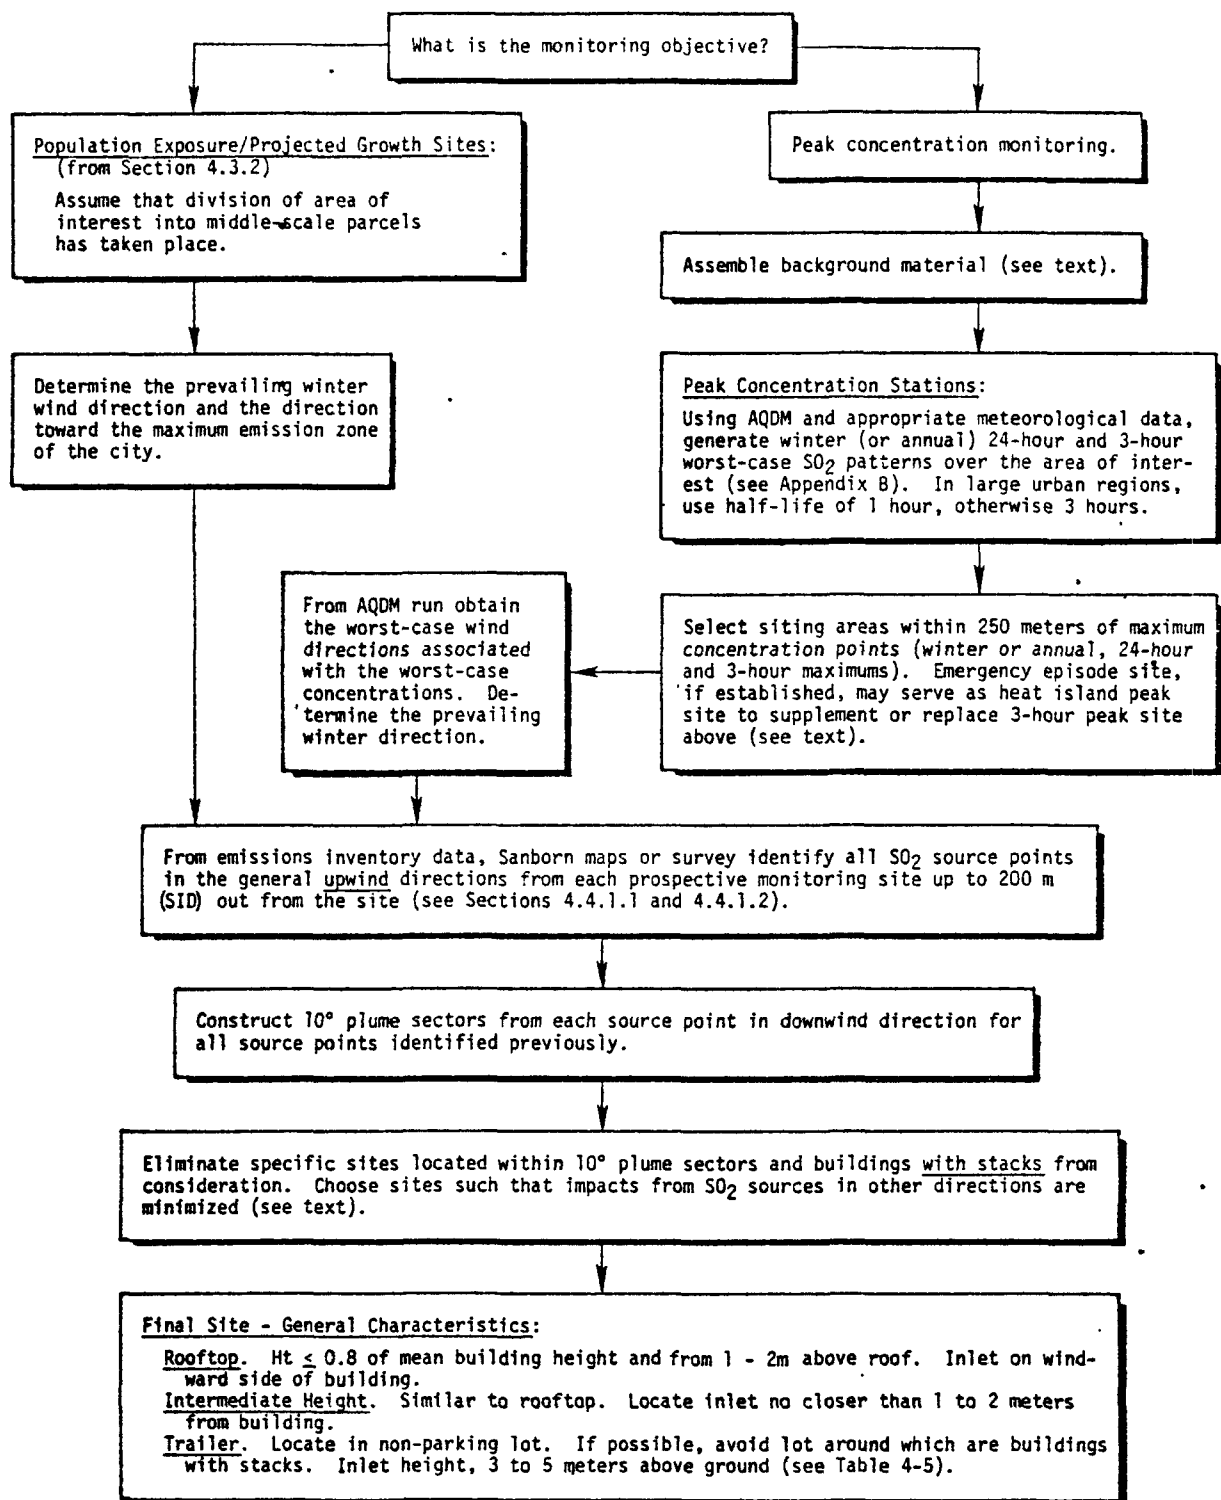 What is the monitoring objective?
Population Exposure/Projected Growth Sites:
(from Section 4.3.2)
Assume that division of area of
interest into middle-scale parcels
has taken place.
Peak concentration monitoring.
Assemble background material (see text).
Determine the prevailing winter
wind direction and the direction
toward the maximum emission zone
of the city.
Peak Concentration Stations:
Using AQDM and appropriate meteorological data,
generate winter (or annual) 24-hour and 3-hour
worst-case SO2 patterns over the area of inter-
est (see Appendix B). In large urban regions,
use half-life of 1 hour, otherwise 3 hours.
From AQDM run obtain
the worst-case wind
directions associated
with the worst-case
concentrations. De-
termine the prevailing
winter direction.
Select siting areas within 250 meters of maximum
concentration points (winter or annual, 24-hour
and 3-hour maximums). Emergency episode site,
if established, may serve as heat island peak
site to supplement or replace 3-hour peak site
above (see text).
From emissions inventory data, Sanborn maps or survey identify all SO2 source points
in the general upwind directions from each prospective monitoring site up to 200 m
(SID) out from the site (see Sections 4.4.1.1 and 4.4.1.2).
Construct 10° plume sectors from each source point in downwind direction for
all source points identified previously.
Eliminate specific sites located within 10° plume sectors and buildings with stacks from
consideration. Choose sites such that impacts from SO2 sources in other directions are
minimized (see text).
Final Site - General Characteristics:
Rooftop. Ht ≤ 0.8 of mean building height and from 1 - 2m above roof. Inlet on wind-
ward side of building.
Intermediate Height. Similar to rooftop. Locate inlet no closer than 1 to 2 meters
from building.
Trailer. Locate in non-parking lot. If possible, avoid lot around which are buildings
with stacks. Inlet height, 3 to 5 meters above ground (see Table 4-5).